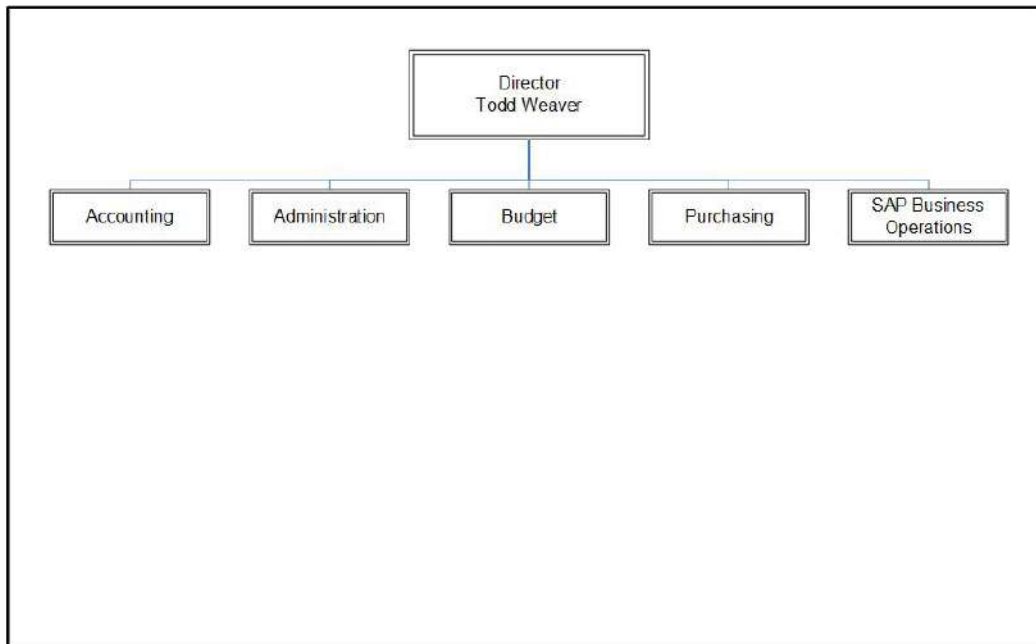 Director
Todd Weaver
Accounting
Administration
Budget
Purchasing
SAP Business
Operations